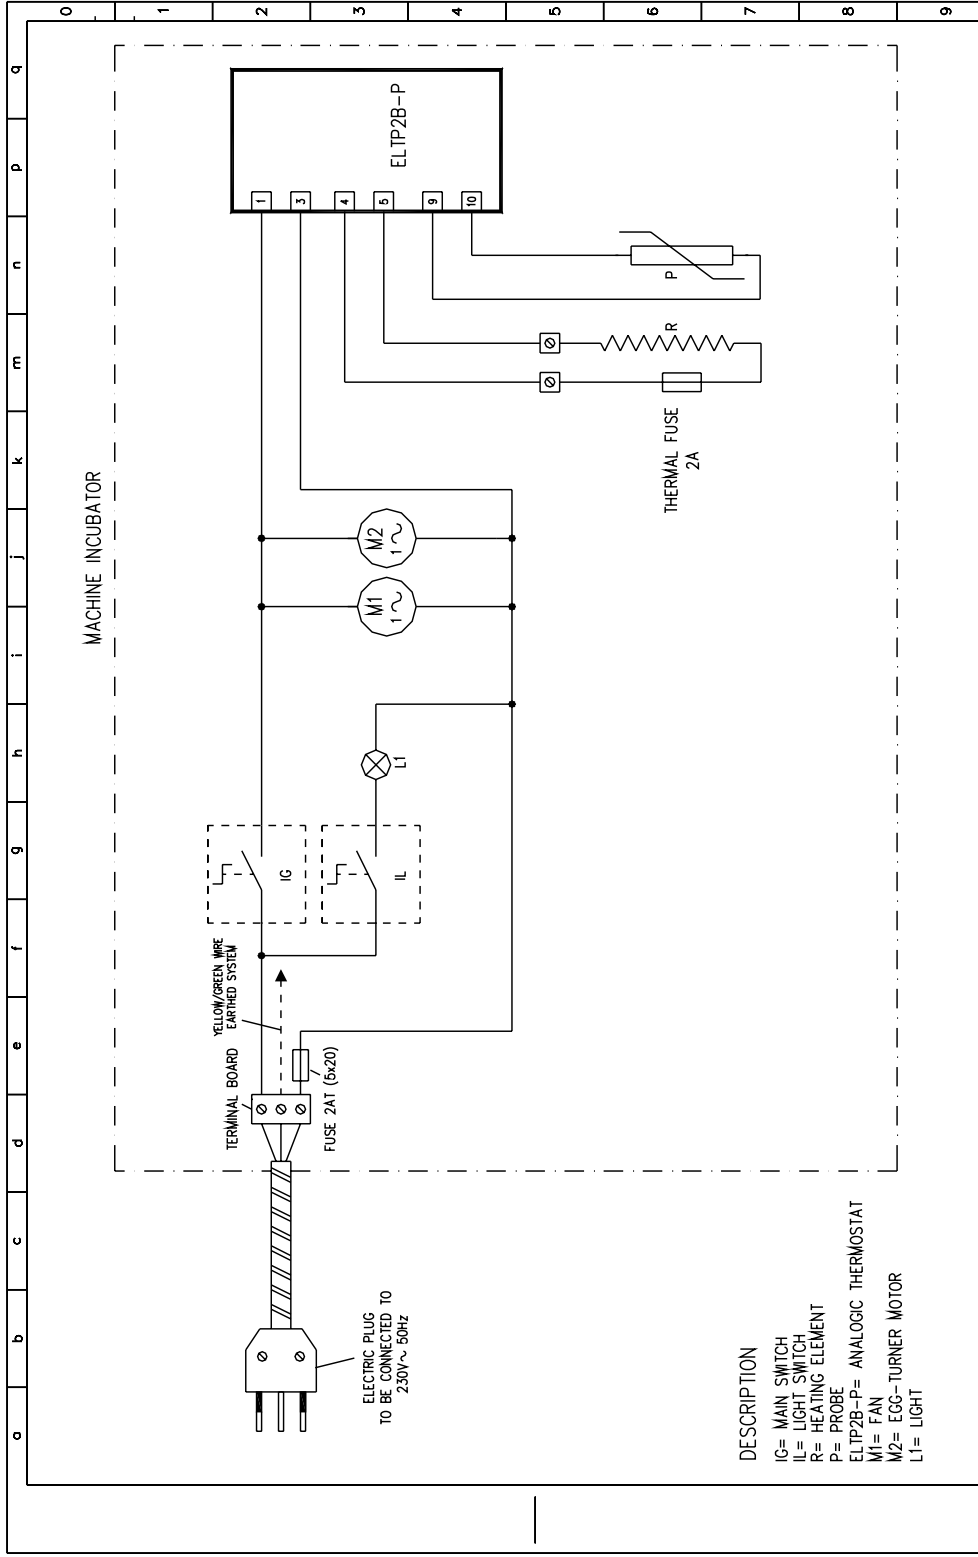 a b c d e f g h i j k m n p q
0
1
2
3
4
5
6
7
8
9
MACHINE INCUBATOR
TERMINAL BOARD
YELLOW/GREEN WIRE
EARTHED SYSTEM
IG
1
3
4
5
9
10
ELTP2B-P
M1
1~
M2
1~
IL
L1
FUSE 2AT (5x20)
ELECTRIC PLUG
TO BE CONNECTED TO
230V~ 50Hz
R
P
THERMAL FUSE
2A
DESCRIPTION
IG= MAIN SWITCH
IL= LIGHT SWITCH
R= HEATING ELEMENT
P= PROBE
ELTP2B-P= ANALOGIC THERMOSTAT
M1= FAN
M2= EGG-TURNER MOTOR
L1= LIGHT